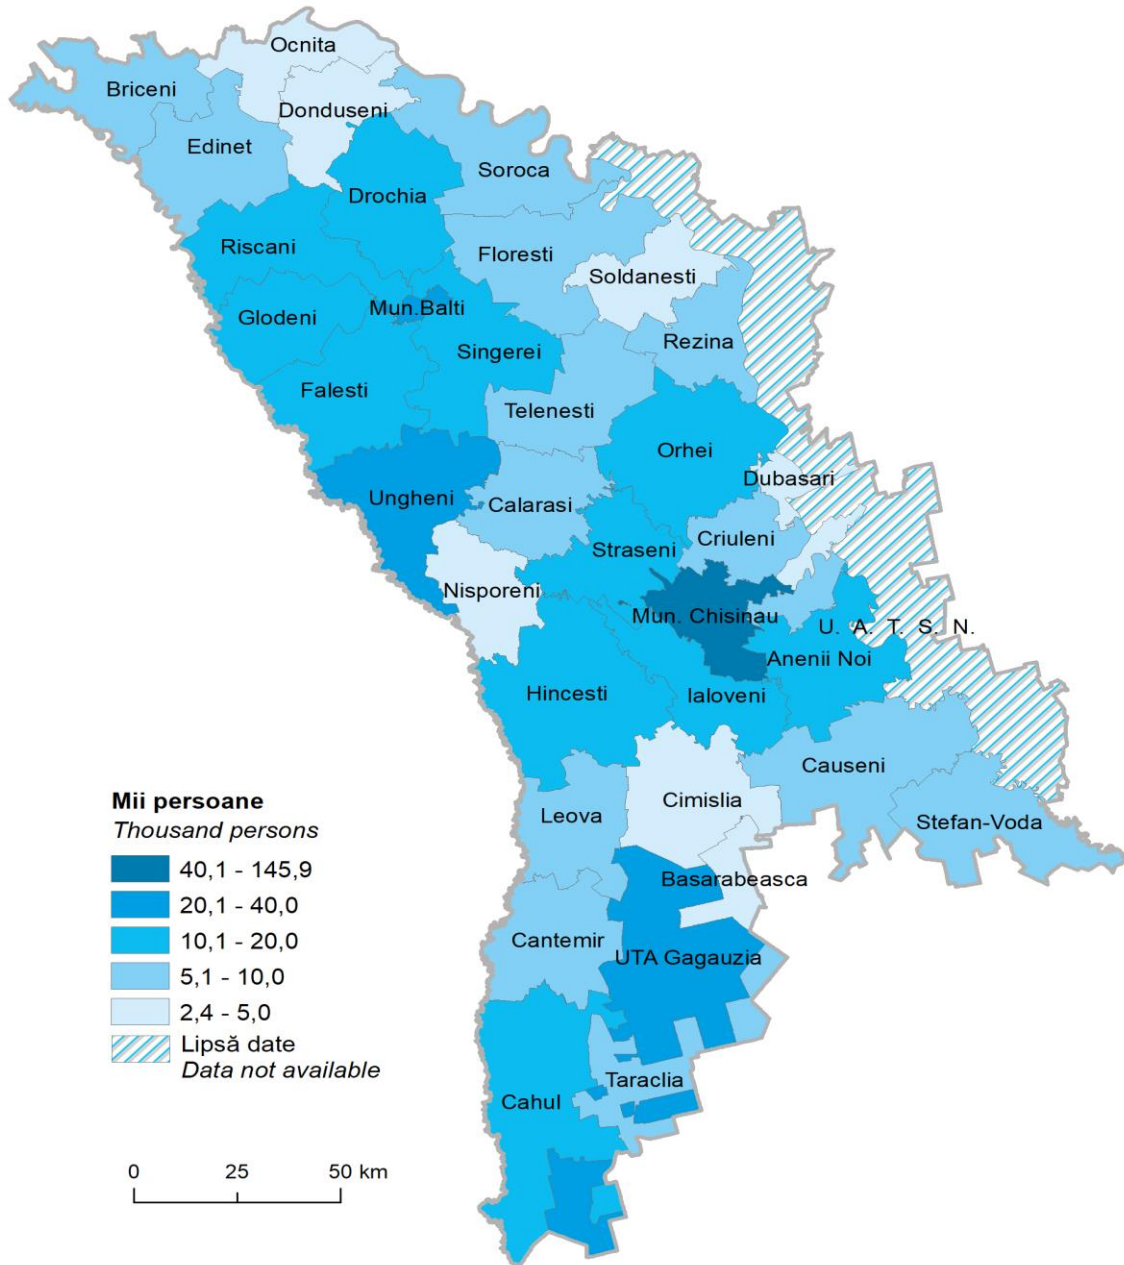 Ocnita
Briceni
Donduseni
Edinet
Soroca
Drochia
Riscani
Floresti
Soldanesti
Glodeni
Mun.Balti
Rezina
Singerei
Falesti
Telenesti
Orhei
Dubasari
Ungheni
Calarasi
Criuleni
Straseni
Nisporeni
Mun. Chisinau
U. A. T. S. N.
Anenii Noi
Hincesti
Ialoveni
Causeni
Cimislia
Leova
Stefan-Voda
Basarabeasca
Cantemir
UTA Gagauzia
Taraclia
Cahul
Mii persoane
Thousand persons
40,1 - 145,9
20,1 - 40,0
10,1 - 20,0
5,1 - 10,0
2,4 - 5,0
Lipsă date
Data not available
0 25 50 km